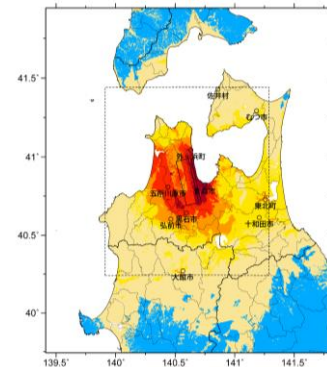 41.5˚
佐井村
むつ市
41˚
外ヶ浜町
五所川原市
青森市
東北町
黒石市
弘前市
十和田市
40.5˚
大館市
40˚
139.5˚
140˚
140.5˚
141˚
141.5˚